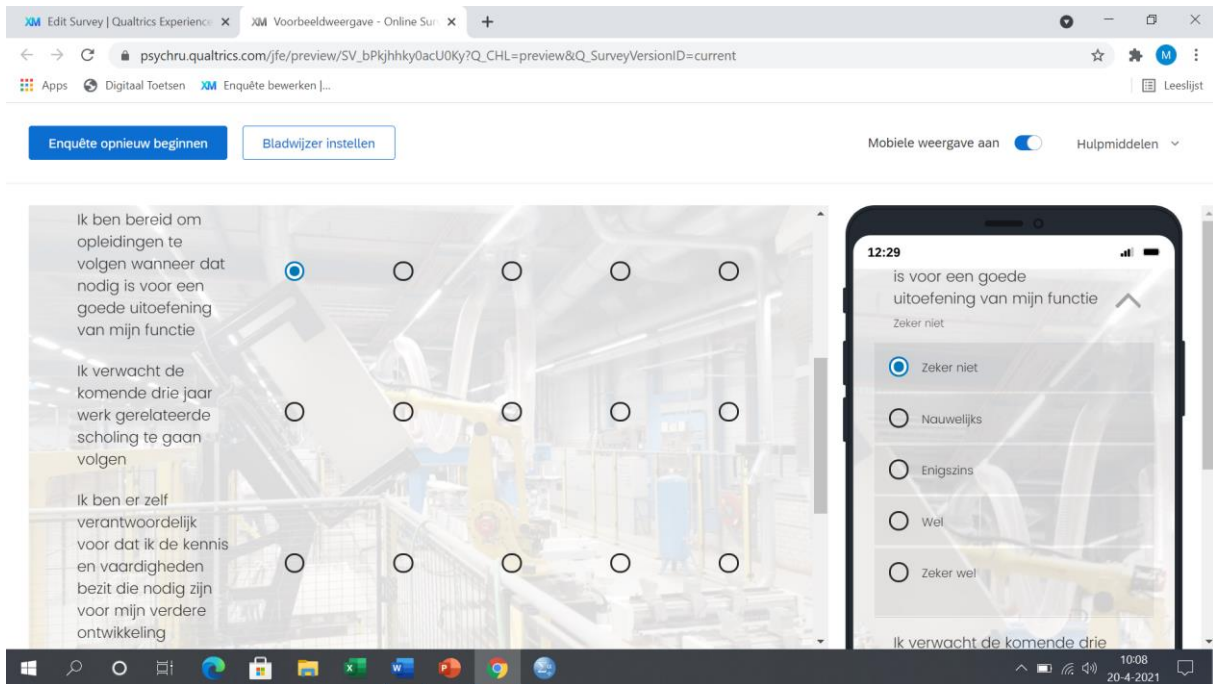 Edit Survey | Qualtrics Experience
Voorbeeldweergave - Online Sur
psychru.qualtrics.com/jfe/preview/SV_bPkjhhky0acU0Ky?Q_CHL=preview&Q_SurveyVersionID=current
M
Apps
Digitaal Toetsen
XM Enquête bewerken |...
Leeslijst
Enquête opnieuw beginnen
Bladwijzer instellen
Mobiele weergave aan
Hulpmiddelen
Ik ben bereid om
opleidingen te
volgen wanneer dat
nodig is voor een
goede uitoefening
van mijn functie
Ik verwacht de
komende drie jaar
werk gerelateerde
scholing te gaan
volgen
Ik ben er zelf
verantwoordelijk
voor dat ik de kennis
en vaardigheden
bezit die nodig zijn
voor mijn verdere
ontwikkeling
12:29
is voor een goede
uitoefening van mijn functie
Zeker niet
Zeker niet
Nauwelijks
Enigszins
Wel
Zeker wel
Ik verwacht de komende drie
10:08
20-4-2021